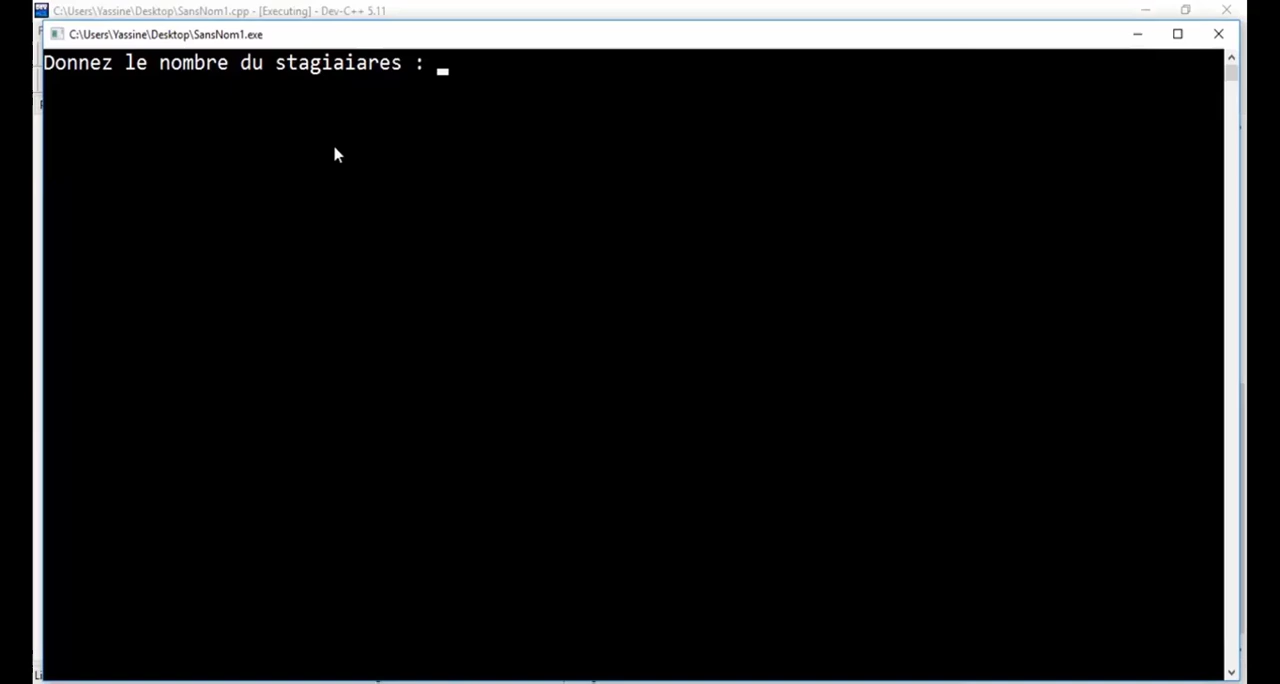 C:\Users\Yassine\Desktop\SansNom1.cpp - [Executing] - Dev-C++ 5.11
C:\Users\Yassine\Desktop\SansNom1.exe
Donnez le nombre du stagiaiares :